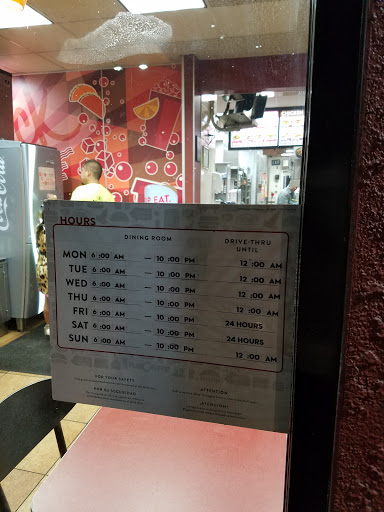 Coca-Cola
EAT.
HOURS
DINING ROOM DRIVE-THRU UNTIL
MON 6:00 AM — 10:00 PM 12:00 AM
TUE 6:00 AM — 10:00 PM 12:00 AM
WED 6:00 AM — 10:00 PM 12:00 AM
THU 6:00 AM — 10:00 PM 12:00 AM
FRI 6:00 AM — 10:00 PM 24 HOURS
SAT 6:00 AM — 10:00 PM 24 HOURS
SUN 6:00 AM — 10:00 PM 12:00 AM
FOR YOUR SAFETY
ATTENTION
POR SU SEGURIDAD
¡ATENCIÓN!